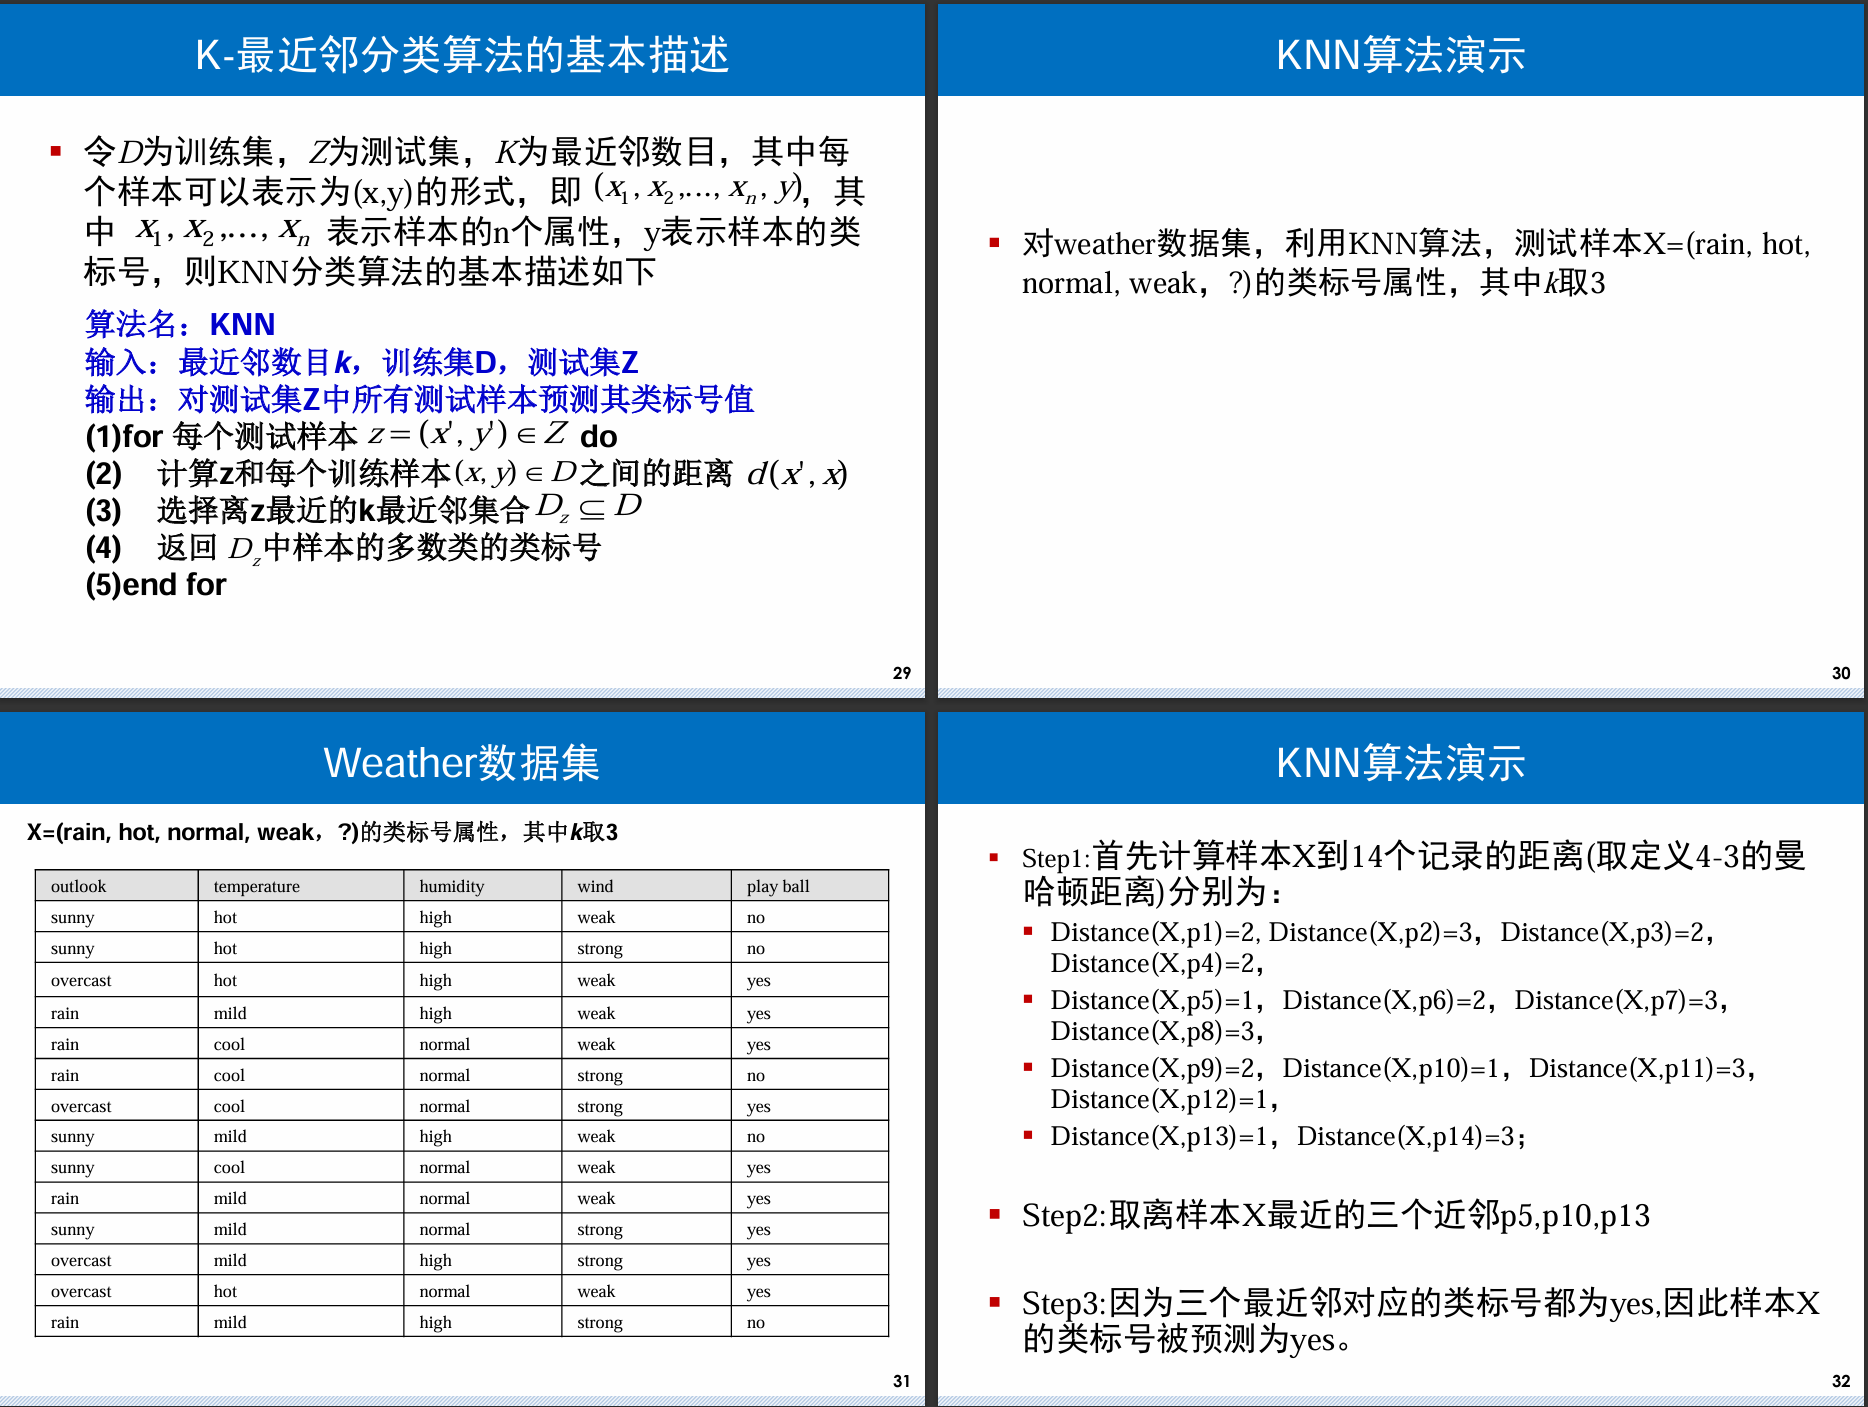 K-最近邻分类算法的基本描述
令D为训练集，Z为测试集，K为最近邻数目，其中每
个样本可以表示为(x,y)的形式，即 (x₁, x₂,..., xₙ, y)，其
中 x₁, x₂,..., xₙ 表示样本的n个属性，y表示样本的类
标号，则KNN分类算法的基本描述如下
算法名：KNN
输入：最近邻数目k，训练集D，测试集Z
输出：对测试集Z中所有测试样本预测其类标号值
(1)for 每个测试样本 z = (x', y') ∈ Z do
(2) 计算z和每个训练样本(x, y) ∈ D之间的距离 d(x', x)
(3) 选择离z最近的k最近邻集合 D_z ⊆ D
(4) 返回 D_z 中样本的多数类的类标号
(5)end for
29
KNN算法演示
对weather数据集，利用KNN算法，测试样本X=(rain, hot,
normal, weak，?)的类标号属性，其中k取3
30
Weather数据集
X=(rain, hot, normal, weak，?)的类标号属性，其中k取3
outlook temperature humidity wind play ball
sunny hot high weak no
sunny hot high strong no
overcast hot high weak yes
rain mild high weak yes
rain cool normal weak yes
rain cool normal strong no
overcast cool normal strong yes
sunny mild high weak no
sunny cool normal weak yes
rain mild normal weak yes
sunny mild normal strong yes
overcast mild high strong yes
overcast hot normal weak yes
rain mild high strong no
31
KNN算法演示
Step1:首先计算样本X到14个记录的距离(取定义4-3的曼
哈顿距离)分别为：
Distance(X,p1)=2, Distance(X,p2)=3，Distance(X,p3)=2，
Distance(X,p4)=2，
Distance(X,p5)=1，Distance(X,p6)=2，Distance(X,p7)=3，
Distance(X,p8)=3，
Distance(X,p9)=2，Distance(X,p10)=1，Distance(X,p11)=3，
Distance(X,p12)=1，
Distance(X,p13)=1，Distance(X,p14)=3；
Step2:取离样本X最近的三个近邻p5,p10,p13
Step3:因为三个最近邻对应的类标号都为yes,因此样本X
的类标号被预测为yes。
32